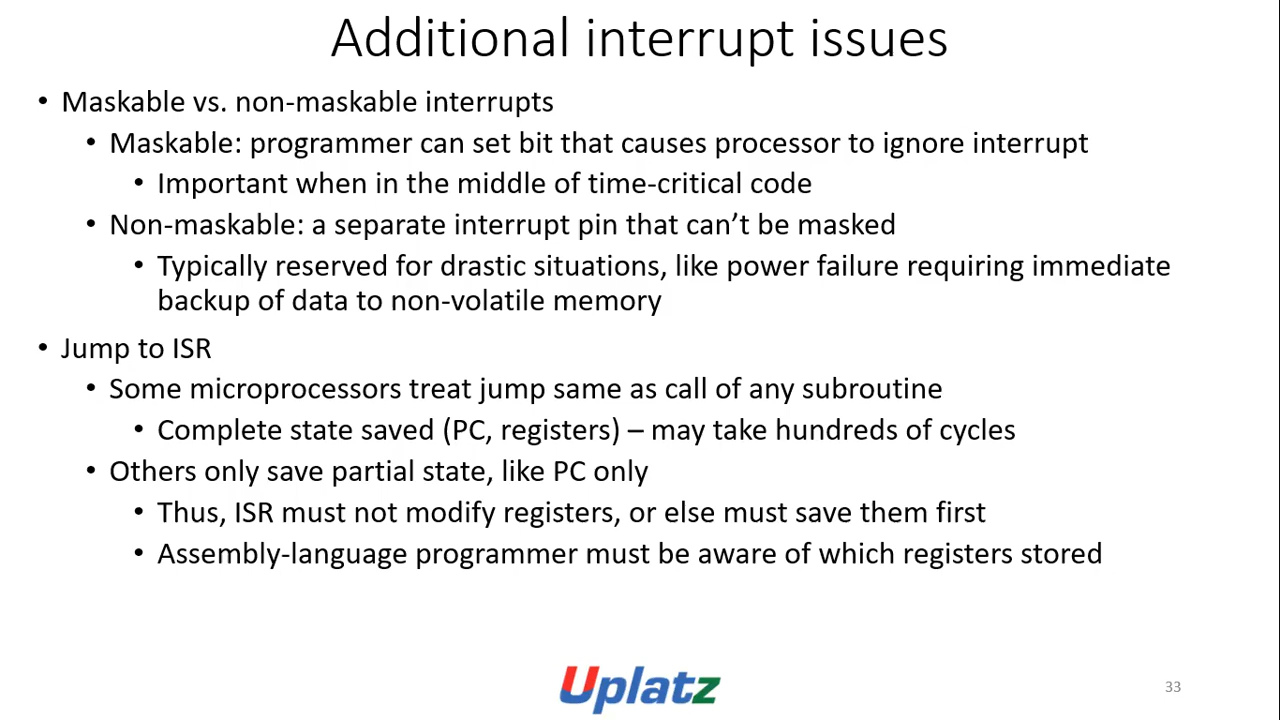 Additional interrupt issues
• Maskable vs. non-maskable interrupts
• Maskable: programmer can set bit that causes processor to ignore interrupt
• Important when in the middle of time-critical code
• Non-maskable: a separate interrupt pin that can’t be masked
• Typically reserved for drastic situations, like power failure requiring immediate
backup of data to non-volatile memory
• Jump to ISR
• Some microprocessors treat jump same as call of any subroutine
• Complete state saved (PC, registers) – may take hundreds of cycles
• Others only save partial state, like PC only
• Thus, ISR must not modify registers, or else must save them first
• Assembly-language programmer must be aware of which registers stored
Uplatz
33